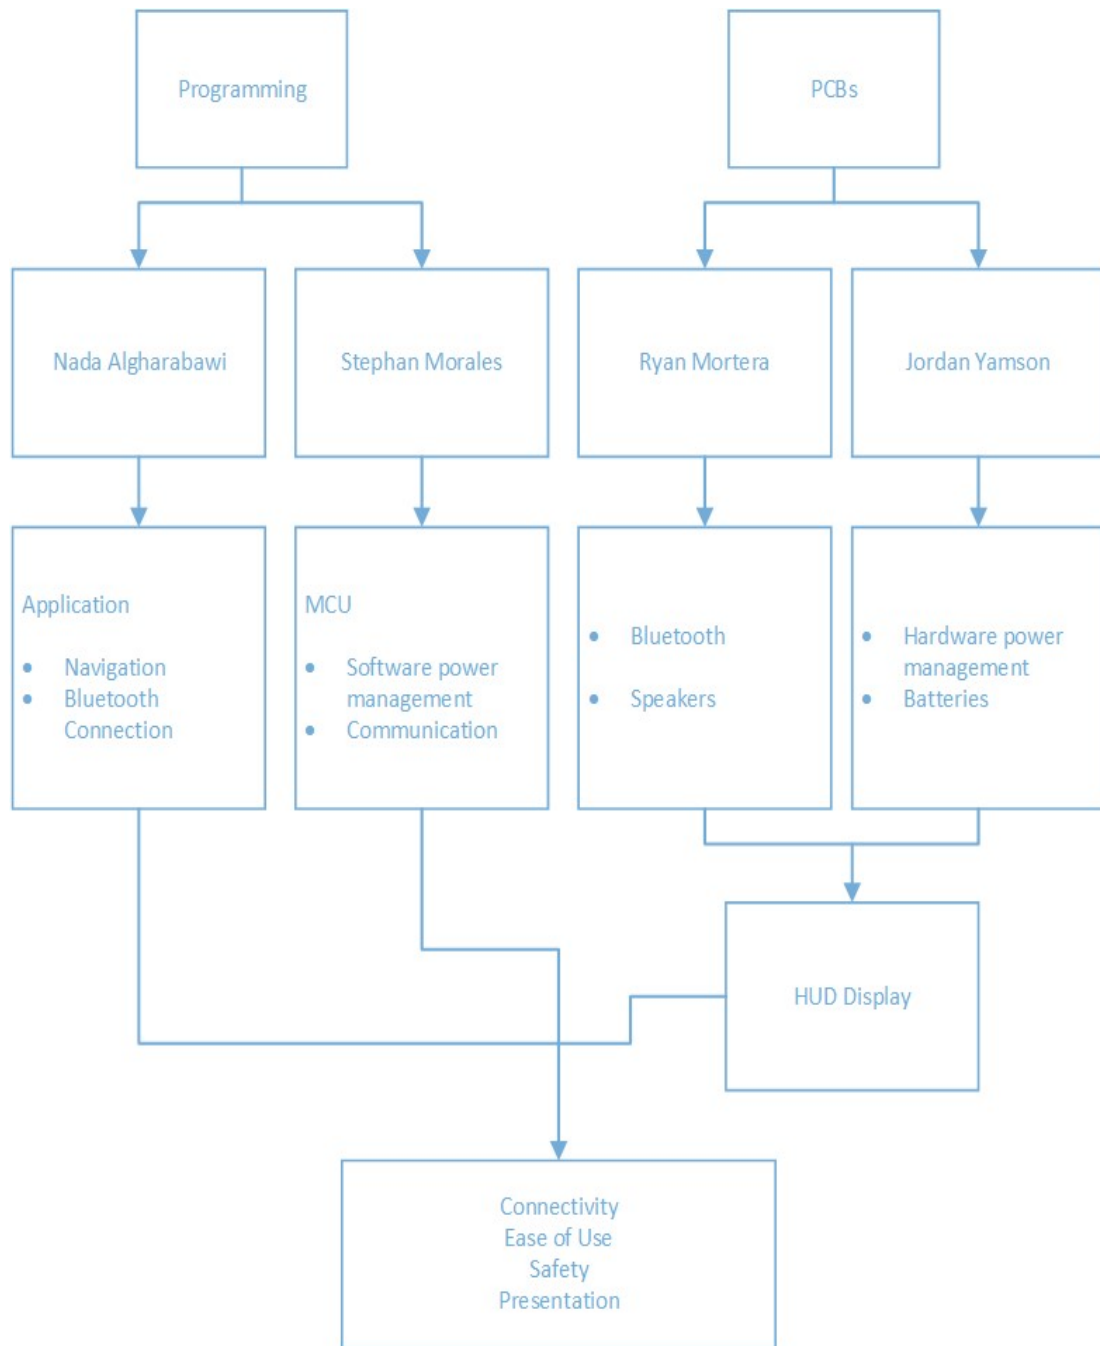 Programming
PCBs
Nada Algharabawi
Stephan Morales
Ryan Mortera
Jordan Yamson
Application
• Navigation
• Bluetooth
Connection
MCU
• Software power
management
• Communication
• Bluetooth
• Speakers
• Hardware power
management
• Batteries
HUD Display
Connectivity
Ease of Use
Safety
Presentation